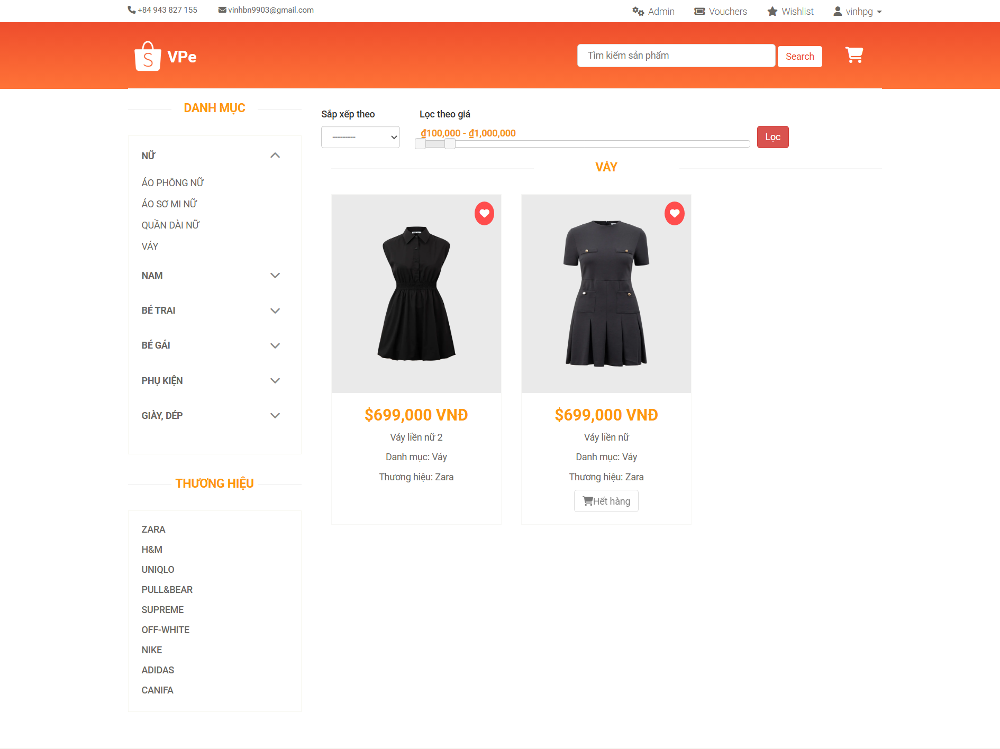 +84 943 827 155 vinhbn9903@gmail.com Admin Vouchers Wishlist vinhpg
S VPe Tìm kiếm sản phẩm Search
DANH MỤC
NỮ
ÁO PHÔNG NỮ
ÁO SƠ MI NỮ
QUẦN DÀI NỮ
VÁY
NAM
BÉ TRAI
BÉ GÁI
PHỤ KIỆN
GIÀY, DÉP
THƯƠNG HIỆU
ZARA
H&M
UNIQLO
PULL&BEAR
SUPREME
OFF-WHITE
NIKE
ADIDAS
CANIFA
Sắp xếp theo
---------
Lọc theo giá
₫100,000 - ₫1,000,000
Lọc
VÁY
$699,000 VNĐ
Váy liền nữ 2
Danh mục: Váy
Thương hiệu: Zara
$699,000 VNĐ
Váy liền nữ
Danh mục: Váy
Thương hiệu: Zara
Hết hàng